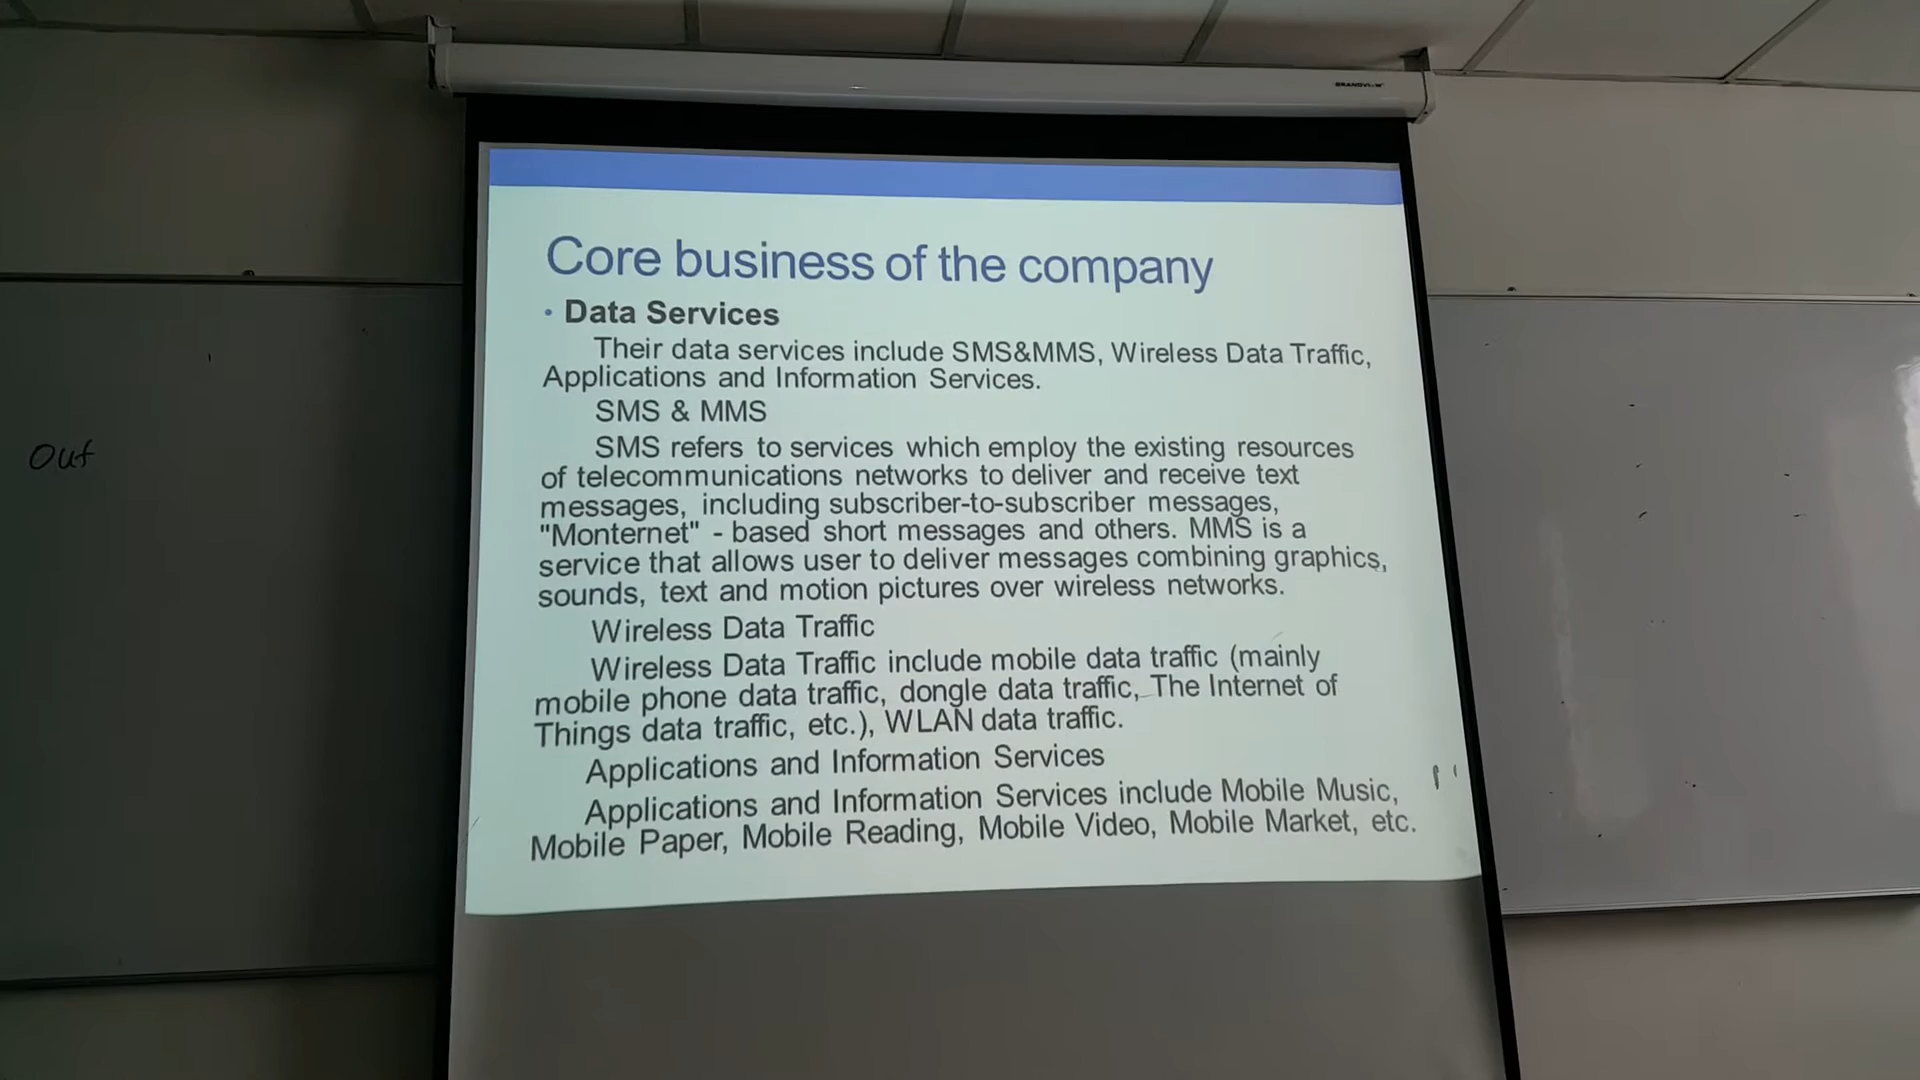 Core business of the company
• Data Services
Their data services include SMS&MMS, Wireless Data Traffic,
Applications and Information Services.
SMS & MMS
SMS refers to services which employ the existing resources
of telecommunications networks to deliver and receive text
messages, including subscriber-to-subscriber messages,
"Monternet" - based short messages and others. MMS is a
service that allows user to deliver messages combining graphics,
sounds, text and motion pictures over wireless networks.
Wireless Data Traffic
Wireless Data Traffic include mobile data traffic (mainly
mobile phone data traffic, dongle data traffic, The Internet of
Things data traffic, etc.), WLAN data traffic.
Applications and Information Services
Applications and Information Services include Mobile Music,
Mobile Paper, Mobile Reading, Mobile Video, Mobile Market, etc.
Out